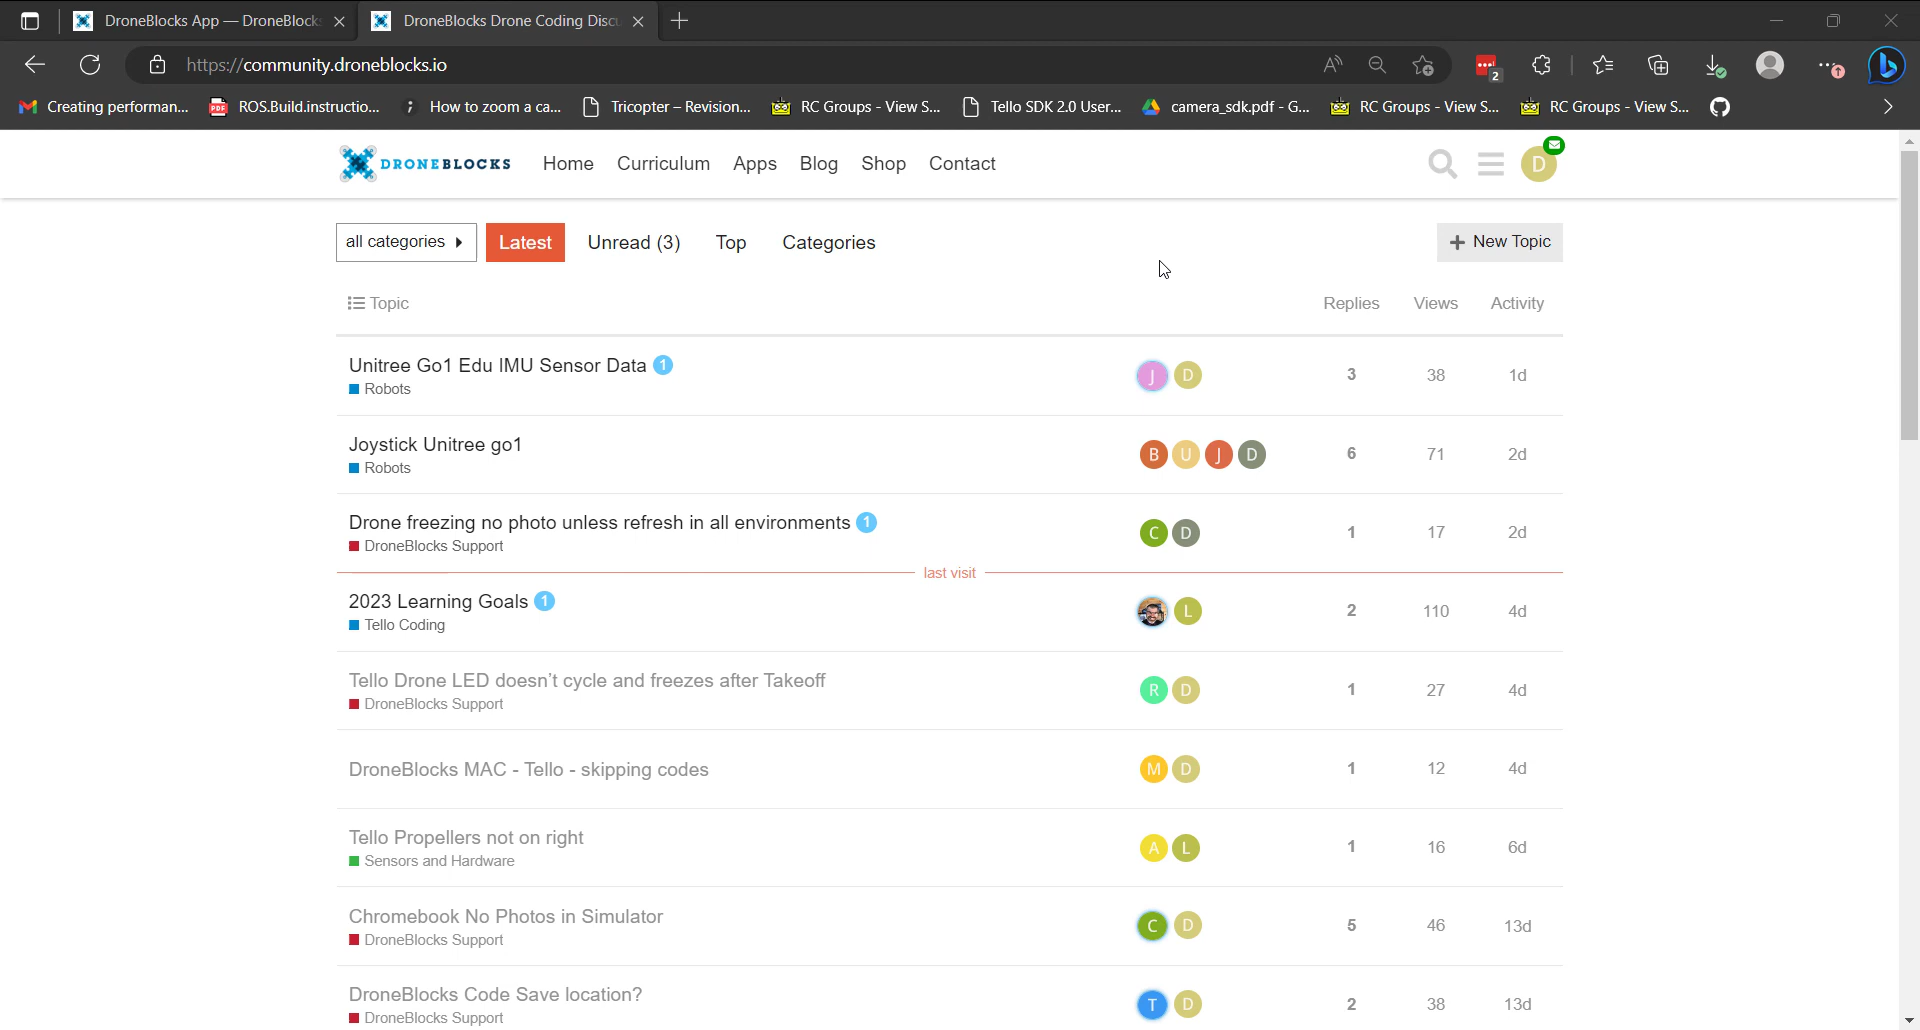 DroneBlocks App — DroneBlocks
DroneBlocks Drone Coding Discu
https://community.droneblocks.io
A
2
Creating performan...
PDF
ROS.Build.instructio...
How to zoom a ca...
Tricopter – Revision...
RC Groups - View S...
Tello SDK 2.0 User...
camera_sdk.pdf - G...
RC Groups - View S...
RC Groups - View S...
DRONEBLOCKS
Home
Curriculum
Apps
Blog
Shop
Contact
D
all categories
Latest
Unread (3)
Top
Categories
+ New Topic
Topic
Replies
Views
Activity
Unitree Go1 Edu IMU Sensor Data 1
J D
3
38
1d
Robots
Joystick Unitree go1
B U J D
6
71
2d
Robots
Drone freezing no photo unless refresh in all environments 1
C D
1
17
2d
DroneBlocks Support
last visit
2023 Learning Goals 1
L
2
110
4d
Tello Coding
Tello Drone LED doesn't cycle and freezes after Takeoff
R D
1
27
4d
DroneBlocks Support
DroneBlocks MAC - Tello - skipping codes
M D
1
12
4d
Tello Propellers not on right
A L
1
16
6d
Sensors and Hardware
Chromebook No Photos in Simulator
C D
5
46
13d
DroneBlocks Support
DroneBlocks Code Save location?
T D
2
38
13d
DroneBlocks Support